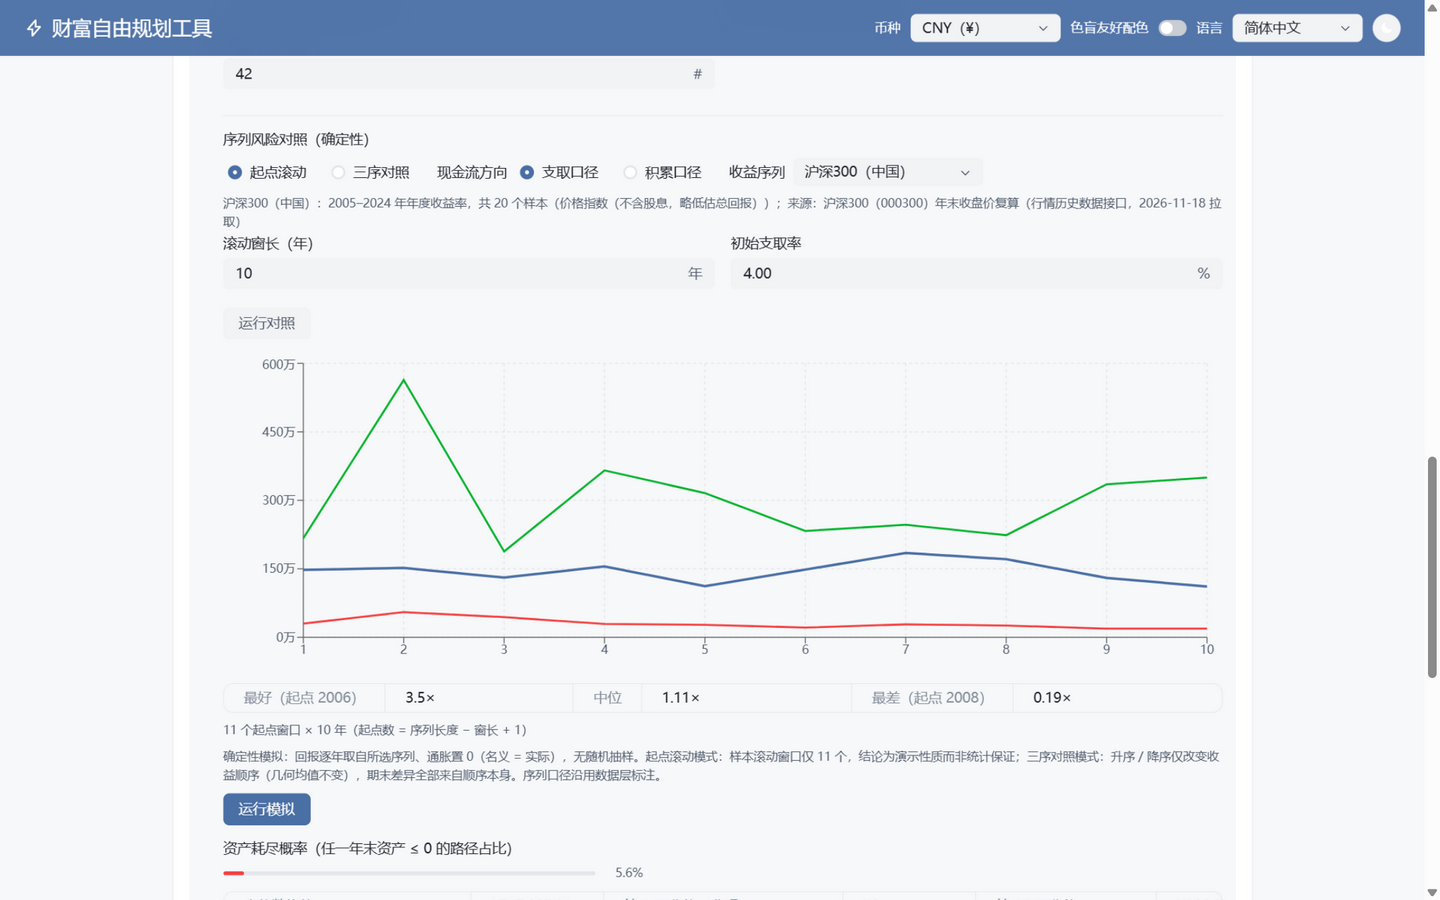 财富自由规划工具
币种 CNY（¥） 色盲友好配色 语言 简体中文
42 #
序列风险对照（确定性）
起点滚动 三序对照 现金流方向 支取口径 积累口径 收益序列 沪深300（中国）
沪深300（中国）：2005–2024 年年度收益率，共 20 个样本（价格指数（不含股息，略低估总回报））；来源：沪深300（000300）年末收盘价复算（行情历史数据接口，2026-11-18 拉
取）
滚动窗长（年） 初始支取率
10 年 4.00 %
运行对照
600万
450万
300万
150万
0万
1 2 3 4 5 6 7 8 9 10
最好（起点 2006） 3.5× 中位 1.11× 最差（起点 2008） 0.19×
11 个起点窗口 × 10 年（起点数 = 序列长度 − 窗长 + 1）
确定性模拟：回报逐年取自所选序列、通胀置 0（名义 = 实际），无随机抽样。起点滚动模式：样本滚动窗口仅 11 个，结论为演示性质而非统计保证；三序对照模式：升序 / 降序仅改变收
益顺序（几何均值不变），期末差异全部来自顺序本身。序列口径沿用数据层标注。
运行模拟
资产耗尽概率（任一年末资产 ≤ 0 的路径占比）
5.6%